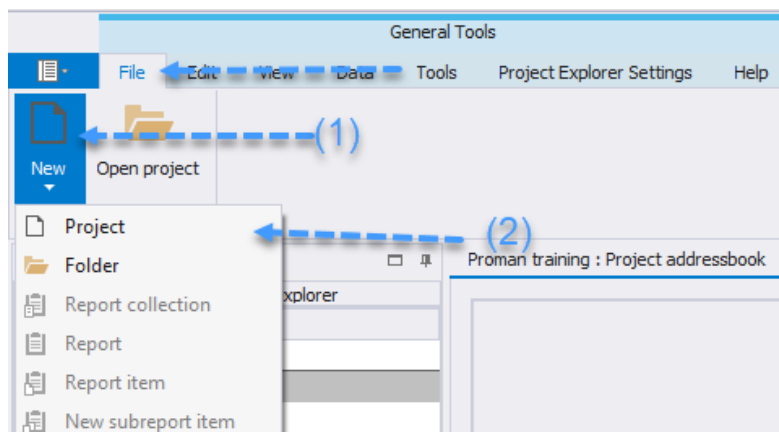 General Tools
File Edit View Data Tools Project Explorer Settings Help
(1)
New Open project
Project
(2)
Proman training : Project addressbook
Folder
xplorer
Report collection
Report
Report item
New subreport item